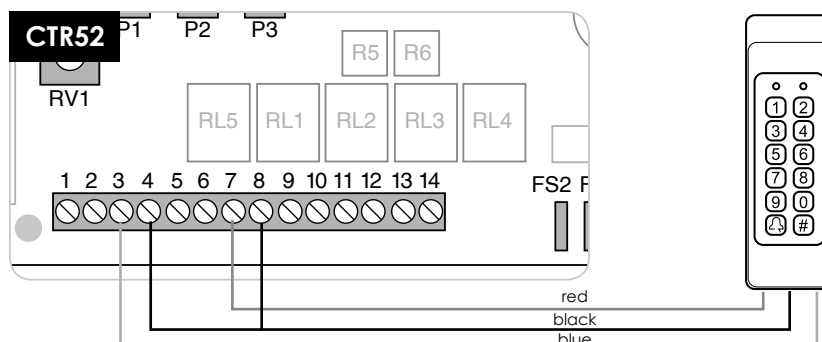 CTR52
P1 P2 P3
R5 R6
RV1
RL5 RL1 RL2 RL3 RL4
1 2 3 4 5 6 7 8 9 10 11 12 13 14
FS2
1 2
3 4
5 6
7 8
9 0
#
red
black
blue